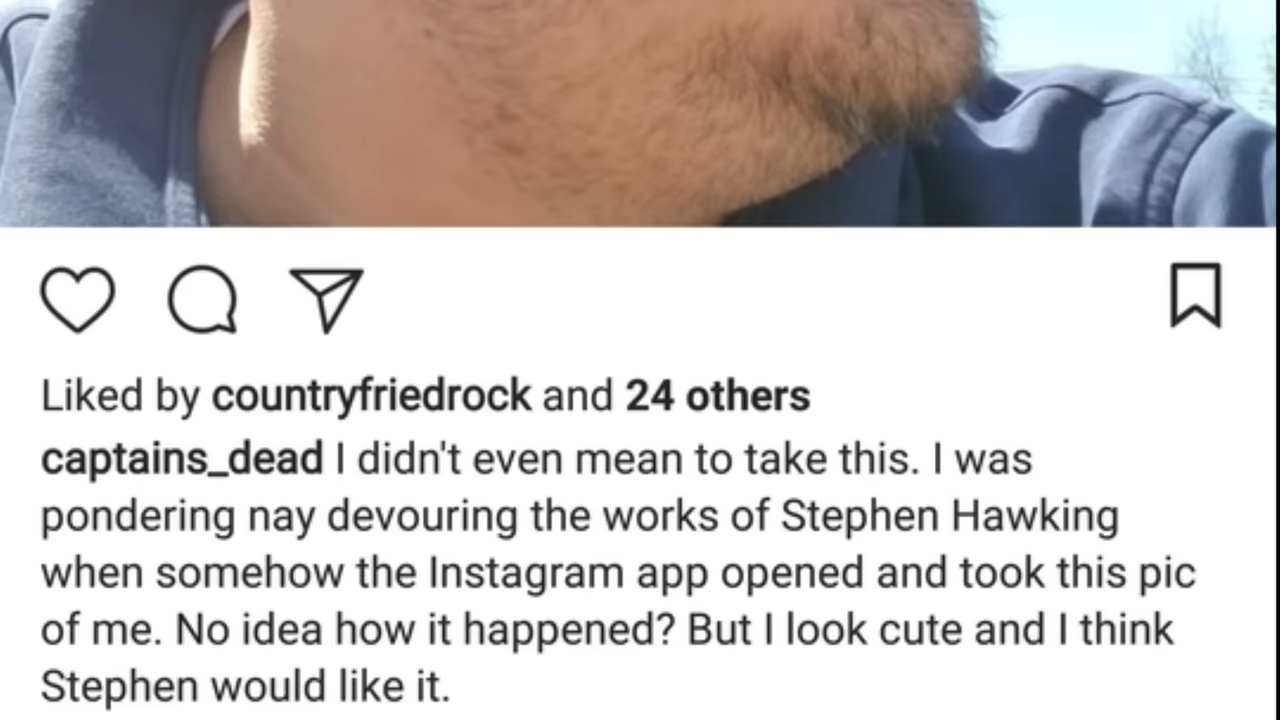 Liked by countryfriedrock and 24 others
captains_dead I didn't even mean to take this. I was
pondering nay devouring the works of Stephen Hawking
when somehow the Instagram app opened and took this pic
of me. No idea how it happened? But I look cute and I think
Stephen would like it.